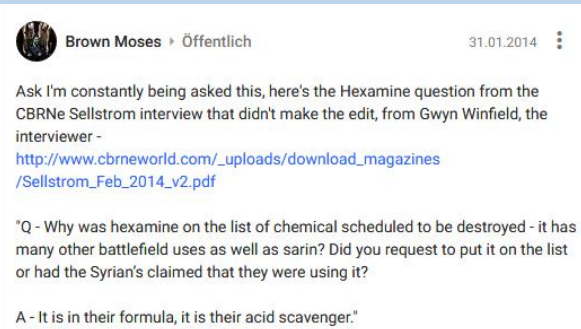 Brown Moses ▸ Öffentlich 31.01.2014
Ask I'm constantly being asked this, here's the Hexamine question from the
CBRNe Sellstrom interview that didn't make the edit, from Gwyn Winfield, the
interviewer -
http://www.cbrneworld.com/_uploads/download_magazines
/Sellstrom_Feb_2014_v2.pdf
"Q - Why was hexamine on the list of chemical scheduled to be destroyed - it has
many other battlefield uses as well as sarin? Did you request to put it on the list
or had the Syrian's claimed that they were using it?
A - It is in their formula, it is their acid scavenger."